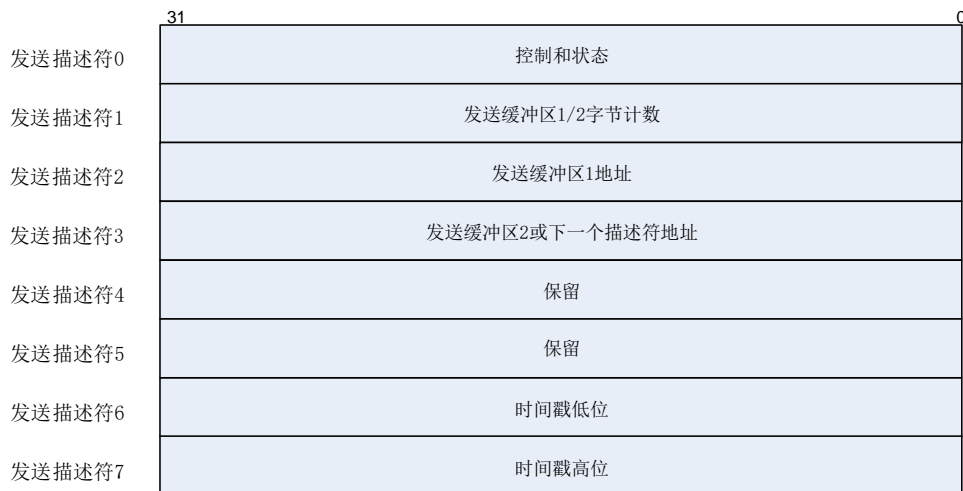 31 0
发送描述符0 控制和状态
发送描述符1 发送缓冲区1/2字节计数
发送描述符2 发送缓冲区1地址
发送描述符3 发送缓冲区2或下一个描述符地址
发送描述符4 保留
发送描述符5 保留
发送描述符6 时间戳低位
发送描述符7 时间戳高位